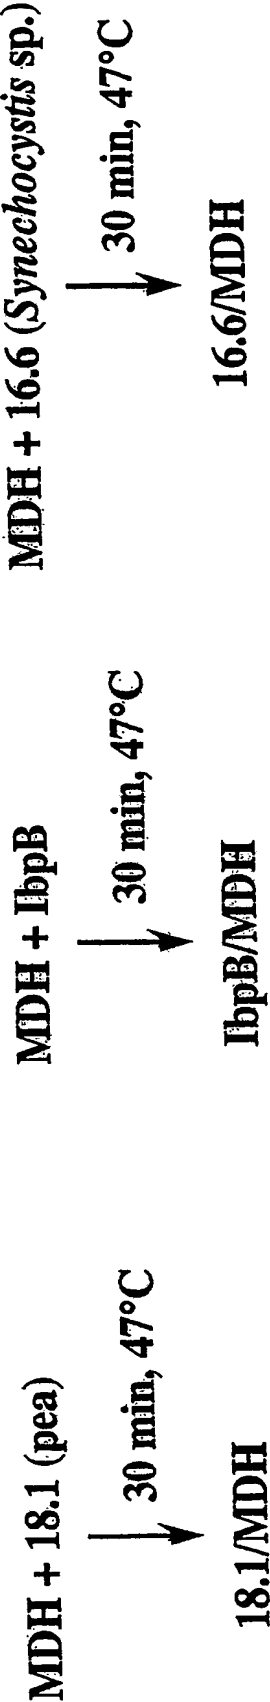 MDH + 18.1 (pea)
30 min, 47°C
18.1/MDH
MDH + IbpB
30 min, 47°C
IbpB/MDH
MDH + 16.6 (Synechocystis sp.)
30 min, 47°C
16.6/MDH